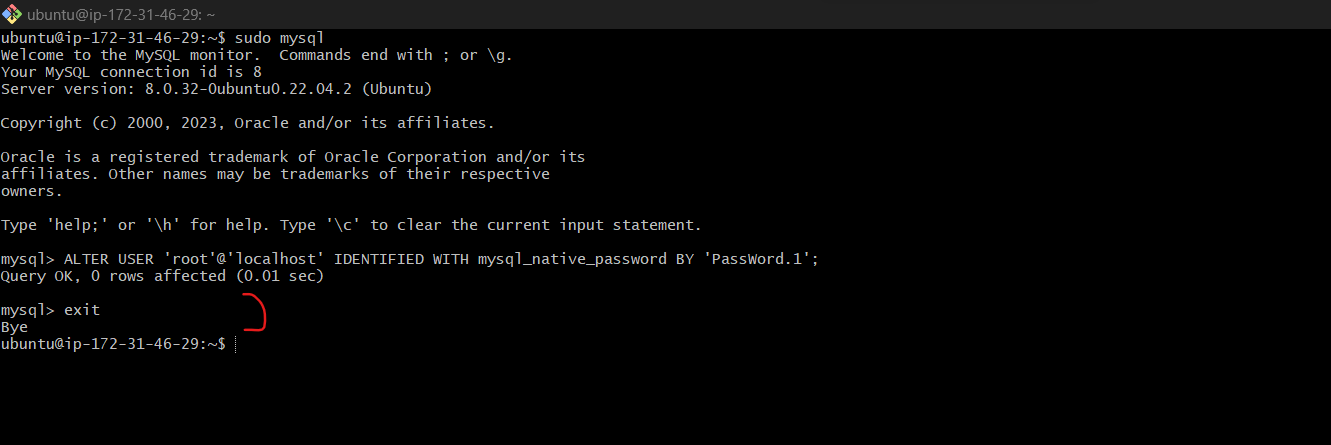 ubuntu@ip-172-31-46-29: ~
ubuntu@ip-172-31-46-29:~$ sudo mysql
Welcome to the MySQL monitor.  Commands end with ; or \g.
Your MySQL connection id is 8
Server version: 8.0.32-0ubuntu0.22.04.2 (Ubuntu)
Copyright (c) 2000, 2023, Oracle and/or its affiliates.
Oracle is a registered trademark of Oracle Corporation and/or its
affiliates. Other names may be trademarks of their respective
owners.
Type 'help;' or '\h' for help. Type '\c' to clear the current input statement.
mysql> ALTER USER 'root'@'localhost' IDENTIFIED WITH mysql_native_password BY 'PassWord.1';
Query OK, 0 rows affected (0.01 sec)
mysql> exit
Bye
ubuntu@ip-172-31-46-29:~$